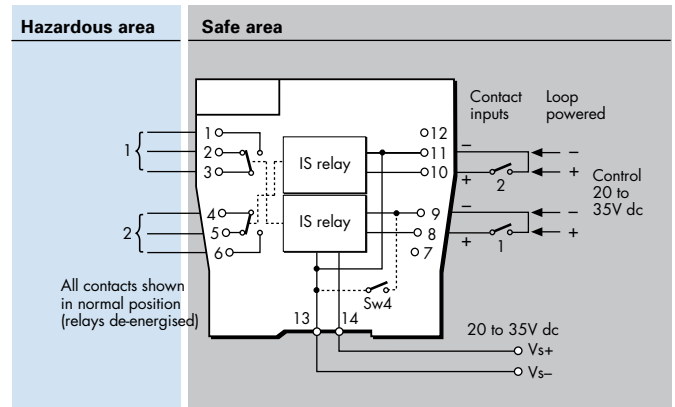 Hazardous area
Safe area
Contact inputs
Loop powered
1
2
3
1
IS relay
12
11
10
–
+
2
–
+
Control
20 to
35V dc
4
5
6
2
IS relay
9
8
7
–
+
1
–
+
All contacts shown
in normal position
(relays de-energised)
Sw4
13
14
20 to 35V dc
Vs+
Vs–